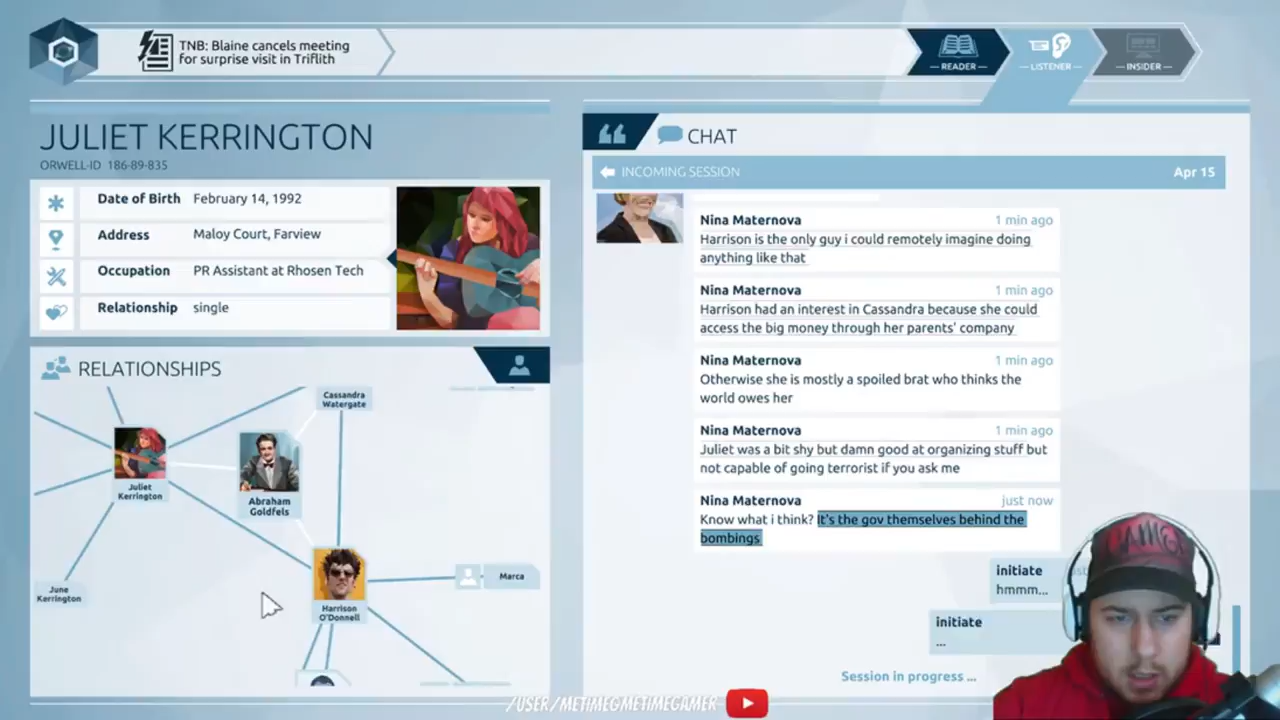 TNB: Blaine cancels meeting
for surprise visit in Triflith
READER
LISTENER
INSIDER
JULIET KERRINGTON
ORWELL-ID 186-89-835
Date of Birth February 14, 1992
Address Maloy Court, Farview
Occupation PR Assistant at Rhosen Tech
Relationship single
RELATIONSHIPS
Cassandra
Watergate
Juliet
Kerrington
Abraham
Goldfels
June
Kerrington
Harrison
O'Donnell
Marca
CHAT
INCOMING SESSION Apr 15
Nina Maternova 1 min ago
Harrison is the only guy i could remotely imagine doing
anything like that
Nina Maternova 1 min ago
Harrison had an interest in Cassandra because she could
access the big money through her parents' company
Nina Maternova 1 min ago
Otherwise she is mostly a spoiled brat who thinks the
world owes her
Nina Maternova 1 min ago
Juliet was a bit shy but damn good at organizing stuff but
not capable of going terrorist if you ask me
Nina Maternova just now
Know what i think? It's the gov themselves behind the
bombings
initiate
hmmm...
initiate
...
Session in progress ...
/USER/METIMEGMETIMEGAMER